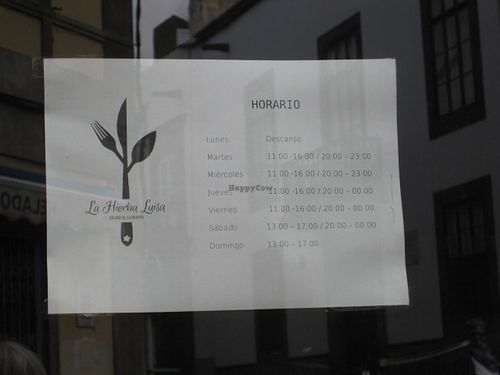 HORARIO
Lunes Descanso
Martes 11:00 -16:00 / 20:00 - 23:00
Miércoles 11:00 -16:00 / 20:00 - 23:00
Jueves 11:00 -16:00 / 20:00 - 00:00
HappyCow
Viernes 11:00 -16:00 / 20:00 - 00:00
Sábado 13:00 - 17:00 / 20:00 - 00:00
Domingo 13:00 - 17:00
La Hierba Luisa
ELADO